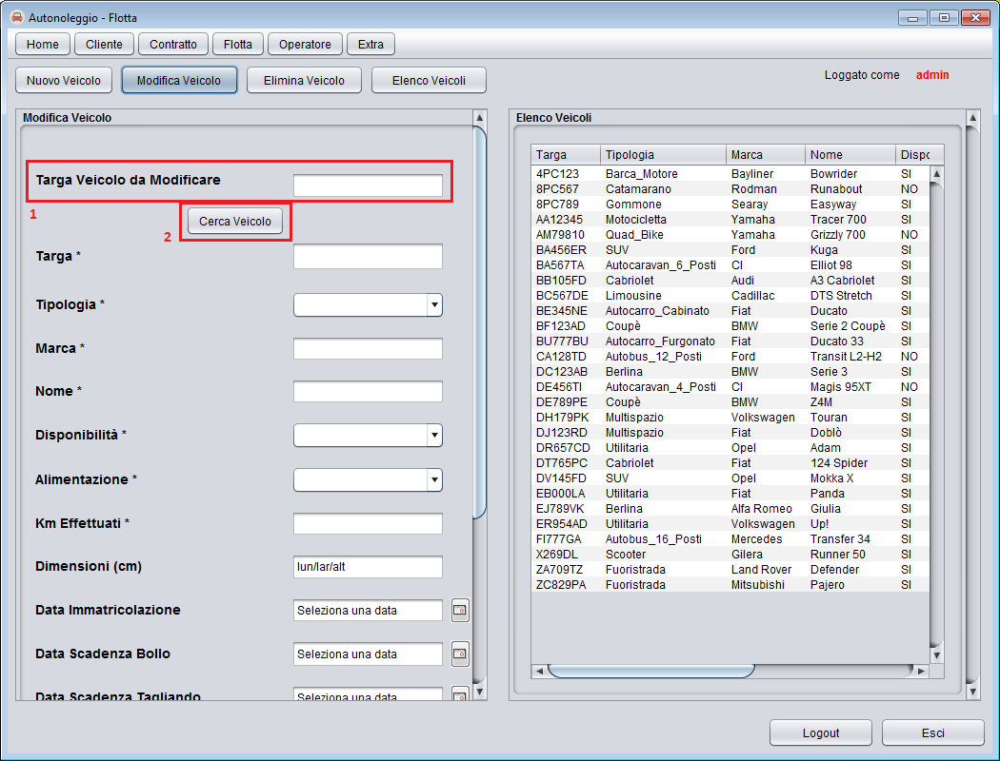 Autonoleggio - Flotta
Home Cliente Contratto Flotta Operatore Extra
Nuovo Veicolo Modifica Veicolo Elimina Veicolo Elenco Veicoli
Loggato come admin
Modifica Veicolo
Targa Veicolo da Modificare
1
Cerca Veicolo
2
Targa *
Tipologia *
Marca *
Nome *
Disponibilità *
Alimentazione *
Km Effettuati *
Dimensioni (cm) lun/lar/alt
Data Immatricolazione Seleziona una data
Data Scadenza Bollo Seleziona una data
Data Scadenza Tagliando Seleziona una data
Elenco Veicoli
Targa Tipologia Marca Nome Dispo
4PC123 Barca_Motore Bayliner Bowrider SI
8PC567 Catamarano Rodman Runabout NO
8PC789 Gommone Searay Easyway SI
AA12345 Motocicletta Yamaha Tracer 700 SI
AM79810 Quad_Bike Yamaha Grizzly 700 NO
BA456ER SUV Ford Kuga SI
BA567TA Autocaravan_6_Posti CI Elliot 98 SI
BB105FD Cabriolet Audi A3 Cabriolet SI
BC567DE Limousine Cadillac DTS Stretch SI
BE345NE Autocarro_Cabinato Fiat Ducato SI
BF123AD Coupè BMW Serie 2 Coupè SI
BU777BU Autocarro_Furgonato Fiat Ducato 33 SI
CA128TD Autobus_12_Posti Ford Transit L2-H2 NO
DC123AB Berlina BMW Serie 3 SI
DE456TI Autocaravan_4_Posti CI Magis 95XT NO
DE789PE Coupè BMW Z4M SI
DH179PK Multispazio Volkswagen Touran SI
DJ123RD Multispazio Fiat Doblò SI
DR657CD Utilitaria Opel Adam SI
DT765PC Cabriolet Fiat 124 Spider SI
DV145FD SUV Opel Mokka X SI
EB000LA Utilitaria Fiat Panda SI
EJ789VK Berlina Alfa Romeo Giulia SI
ER954AD Utilitaria Volkswagen Up! SI
FI777GA Autobus_16_Posti Mercedes Transfer 34 SI
X269DL Scooter Gilera Runner 50 SI
ZA709TZ Fuoristrada Land Rover Defender SI
ZC829PA Fuoristrada Mitsubishi Pajero SI
Logout Esci